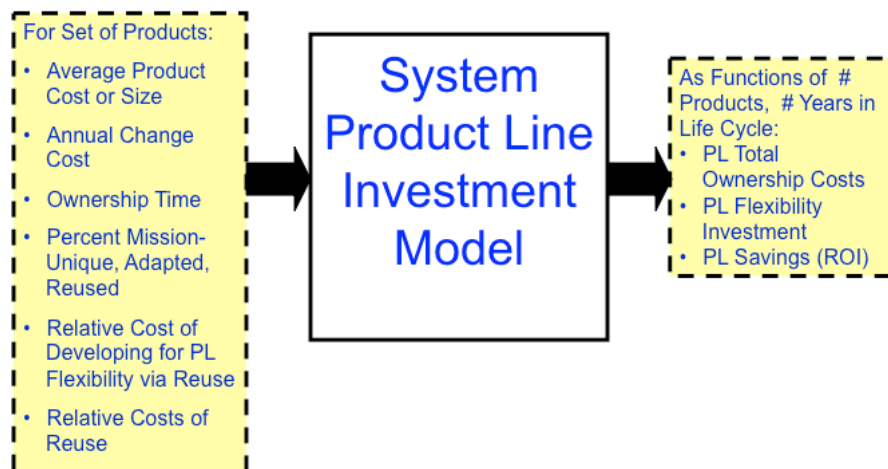 For Set of Products:
• Average Product
Cost or Size
• Annual Change
Cost
• Ownership Time
• Percent Mission-
Unique, Adapted,
Reused
• Relative Cost of
Developing for PL
Flexibility via Reuse
• Relative Costs of
Reuse
System
Product Line
Investment
Model
As Functions of #
Products, # Years in
Life Cycle:
• PL Total
Ownership Costs
• PL Flexibility
Investment
• PL Savings (ROI)